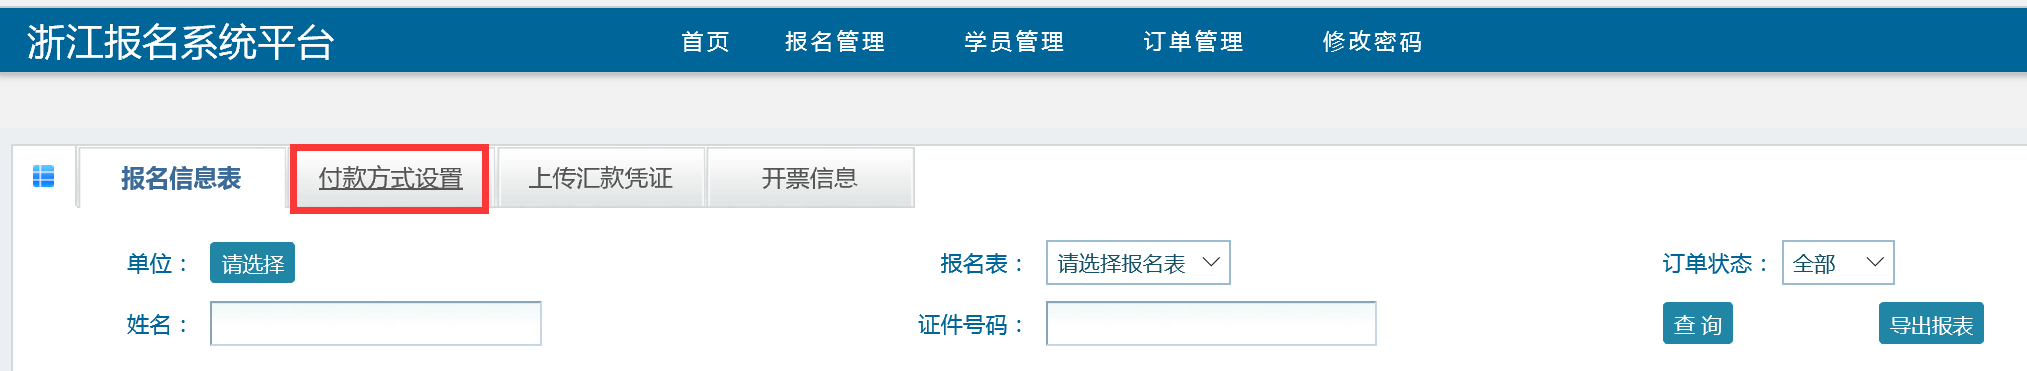 浙江报名系统平台 首页 报名管理 学员管理 订单管理 修改密码
报名信息表 付款方式设置 上传汇款凭证 开票信息
单位： 请选择 报名表： 请选择报名表 订单状态： 全部
姓名： 证件号码： 查询 导出报表